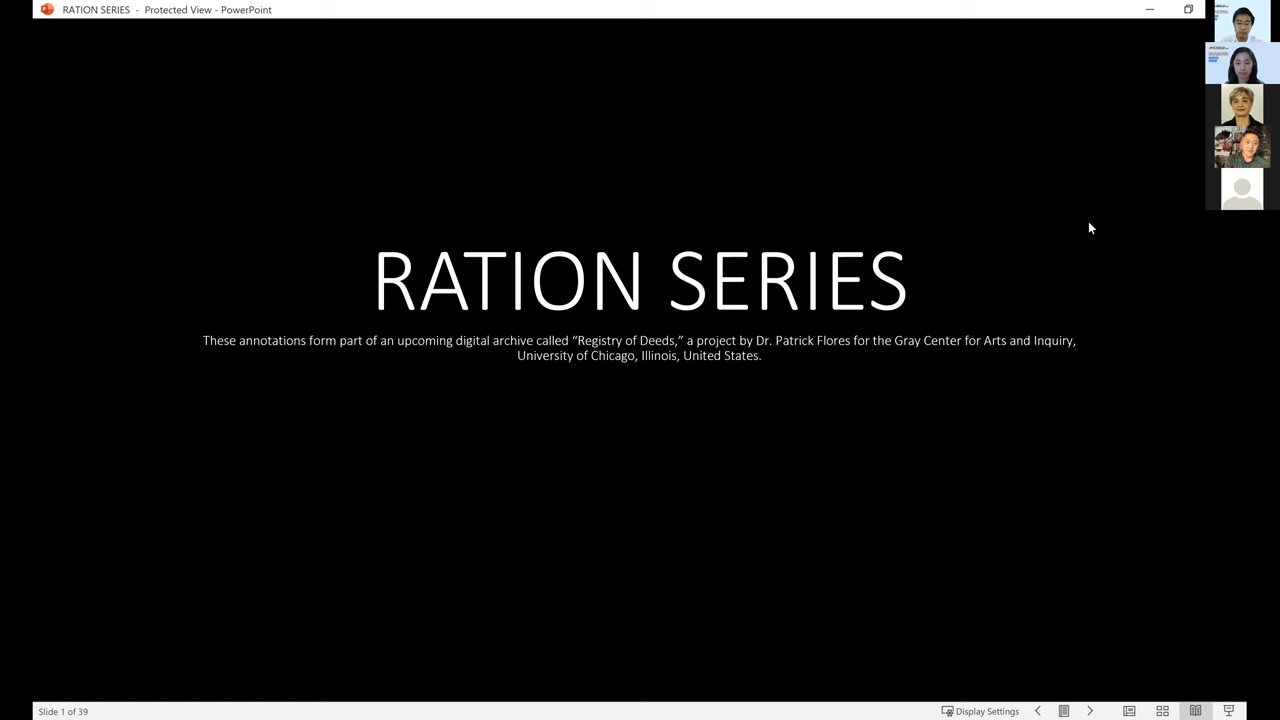 RATION SERIES - Protected View - PowerPoint
RATION SERIES
These annotations form part of an upcoming digital archive called “Registry of Deeds,” a project by Dr. Patrick Flores for the Gray Center for Arts and Inquiry,
University of Chicago, Illinois, United States.
Slide 1 of 39
Display Settings